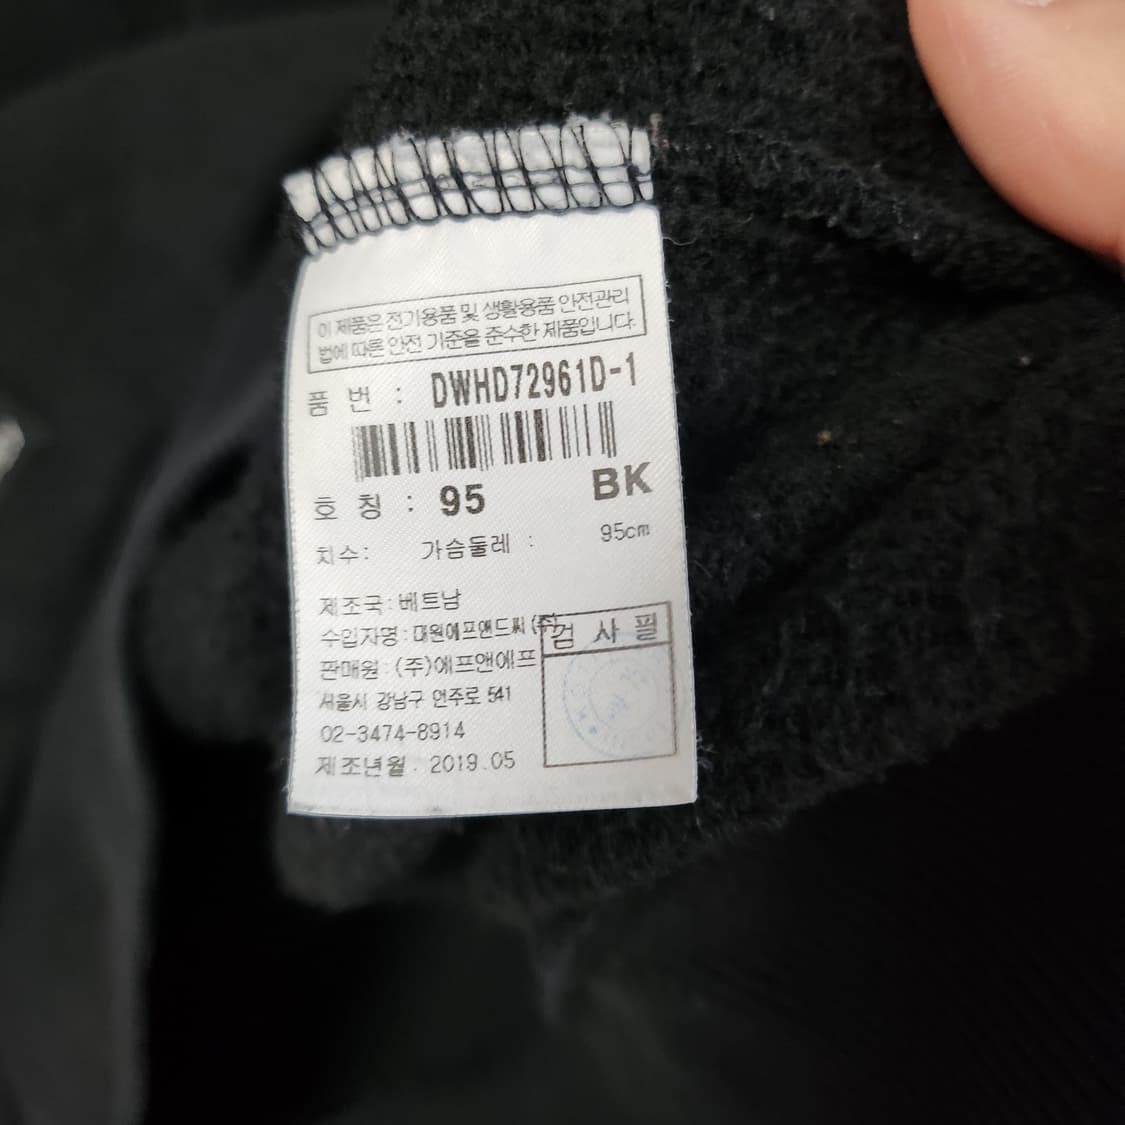 이 제품은 전기용품 및 생활용품 안전관리
법에 따른 안전 기준을 준수한 제품입니다.
품 번 : DWHD72961D-1
호 칭 : 95 BK
치수: 가슴둘레 : 95cm
제조국:베트남
수입자명:대원에프앤드씨(주)
판매원:(주)에프앤에프
서울시 강남구 언주로 541
02-3474-8914
제조년월: 2019.05
검 사 필